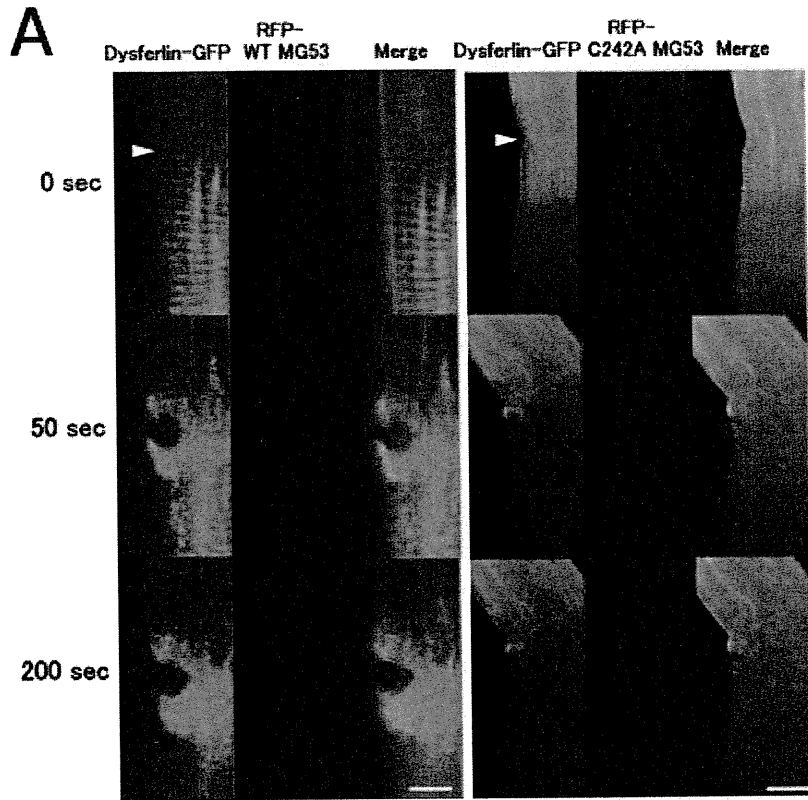 A
Dysferlin-GFP RFP-WT MG53 Merge Dysferlin-GFP RFP-C242A MG53 Merge
0 sec
50 sec
200 sec